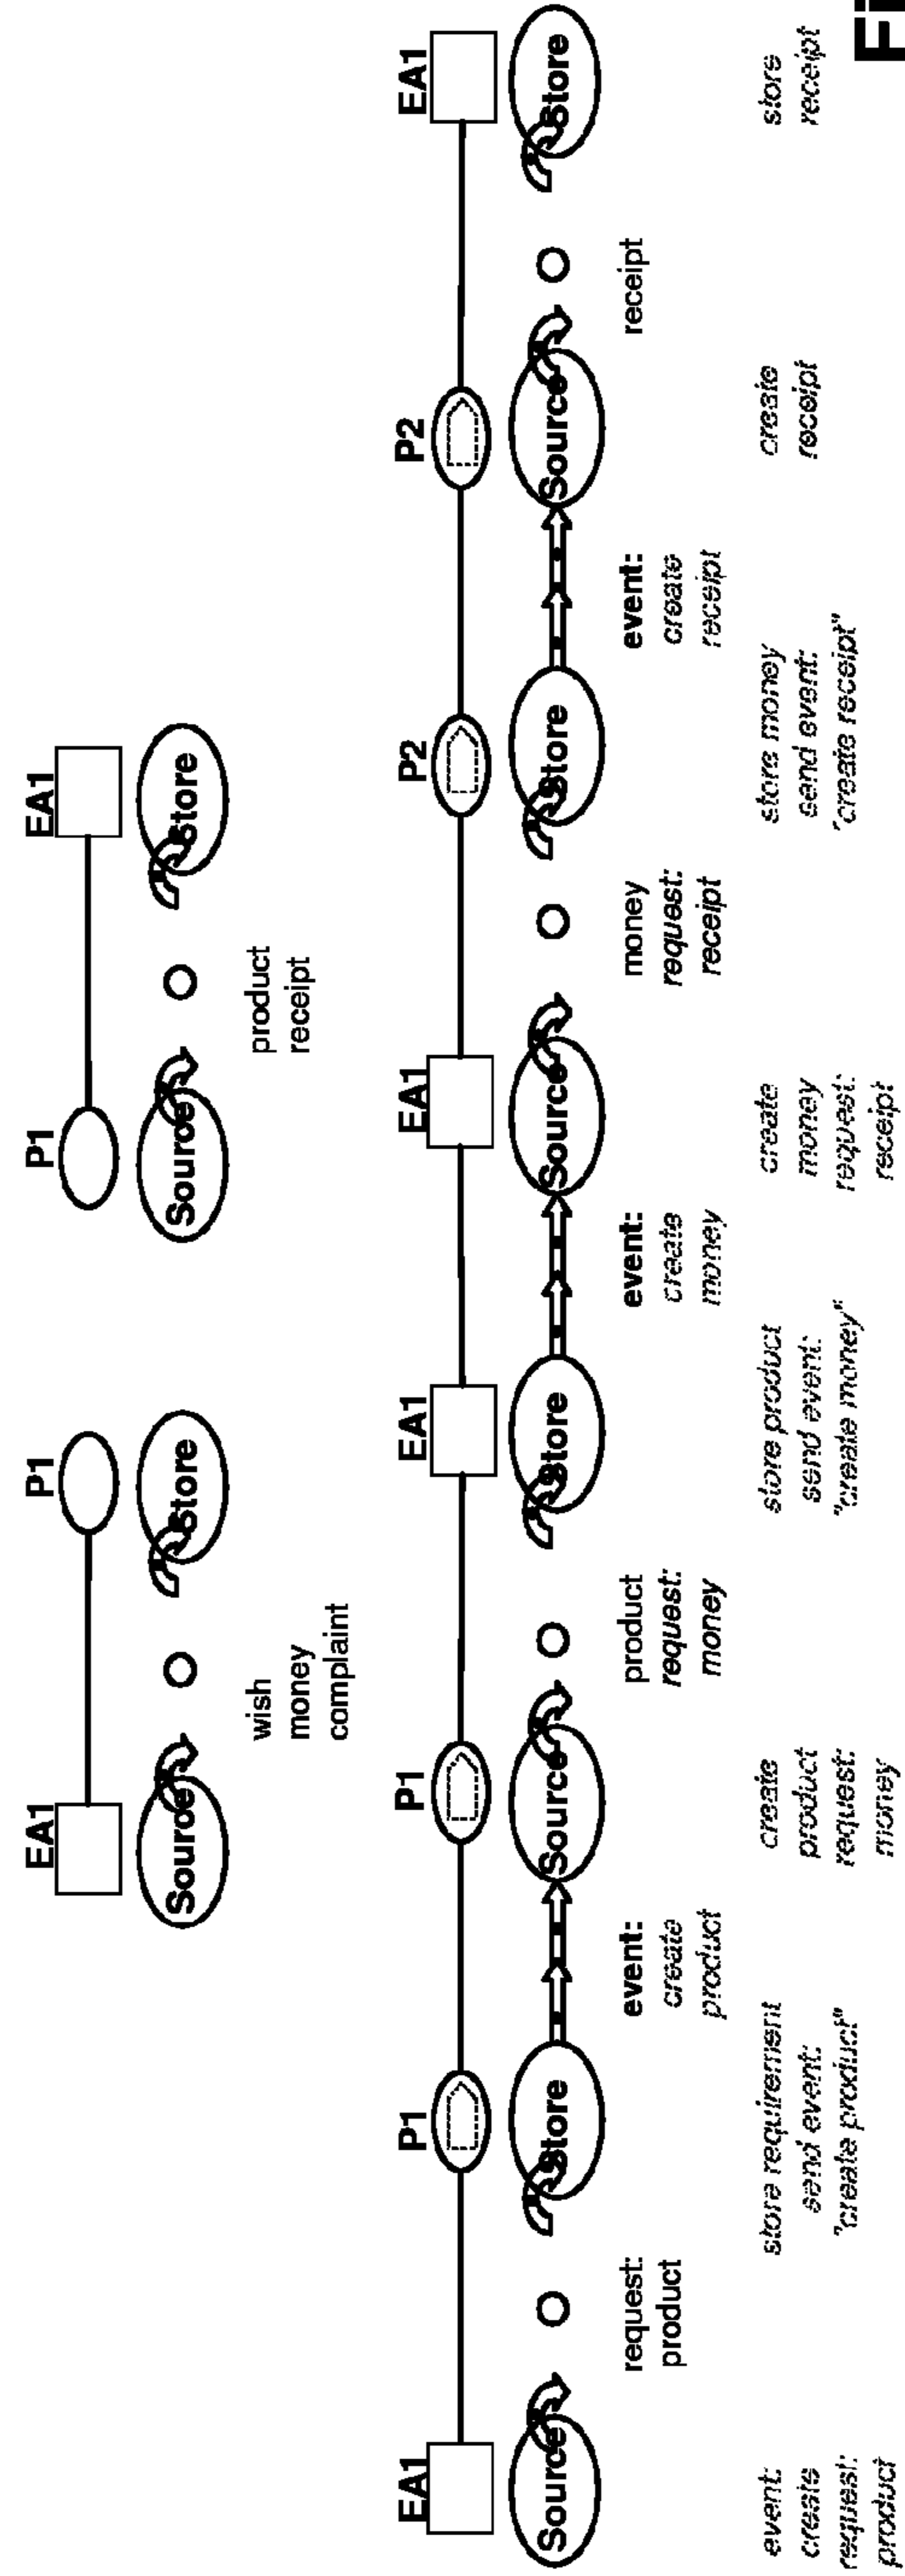 EA1
P1
Source
Store
wish
money
complaint
P1
EA1
Source
Store
product
receipt
EA1
P1
P1
EA1
EA1
P2
P2
EA1
Source
Store
Source
Store
Source
Store
Source
Store
request:
product
event:
create
product
product
request:
money
event:
create
money
money
request:
receipt
event:
create
receipt
receipt
event:
create
request:
product
store requirement
send event:
"create product"
create
product
request:
money
store product
send event:
"create money"
create
money
request:
receipt
store money
send event:
"create receipt"
create
receipt
store
receipt
Fi